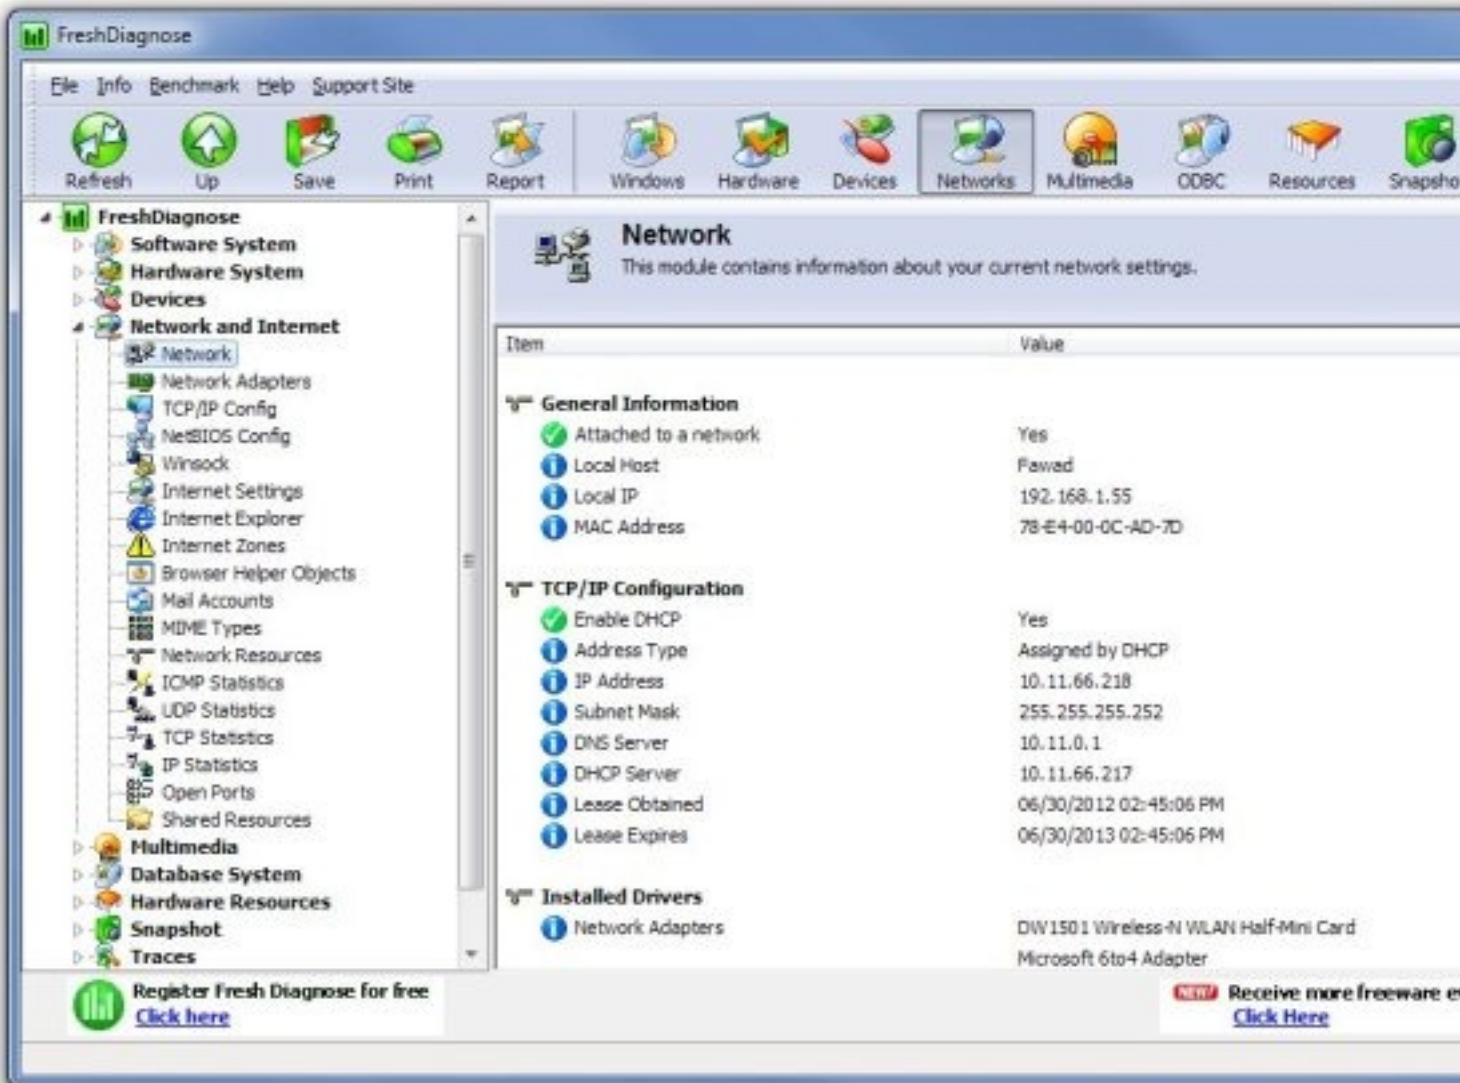 FreshDiagnose
File Info Benchmark Help Support Site
Refresh Up Save Print Report Windows Hardware Devices Networks Multimedia ODBC Resources Snapsho
FreshDiagnose
Software System
Hardware System
Devices
Network and Internet
Network
Network Adapters
TCP/IP Config
NetBIOS Config
Winsock
Internet Settings
Internet Explorer
Internet Zones
Browser Helper Objects
Mail Accounts
MIME Types
Network Resources
ICMP Statistics
UDP Statistics
TCP Statistics
IP Statistics
Open Ports
Shared Resources
Multimedia
Database System
Hardware Resources
Snapshot
Traces
Network
This module contains information about your current network settings.
Item Value
General Information
Attached to a network Yes
Local Host Fawad
Local IP 192.168.1.55
MAC Address 78-E4-00-0C-AD-7D
TCP/IP Configuration
Enable DHCP Yes
Address Type Assigned by DHCP
IP Address 10.11.66.218
Subnet Mask 255.255.255.252
DNS Server 10.11.0.1
DHCP Server 10.11.66.217
Lease Obtained 06/30/2012 02:45:06 PM
Lease Expires 06/30/2013 02:45:06 PM
Installed Drivers
Network Adapters DW1501 Wireless-N WLAN Half-Mini Card
Microsoft 6to4 Adapter
Register Fresh Diagnose for free
Click here
NEW! Receive more freeware e
Click Here